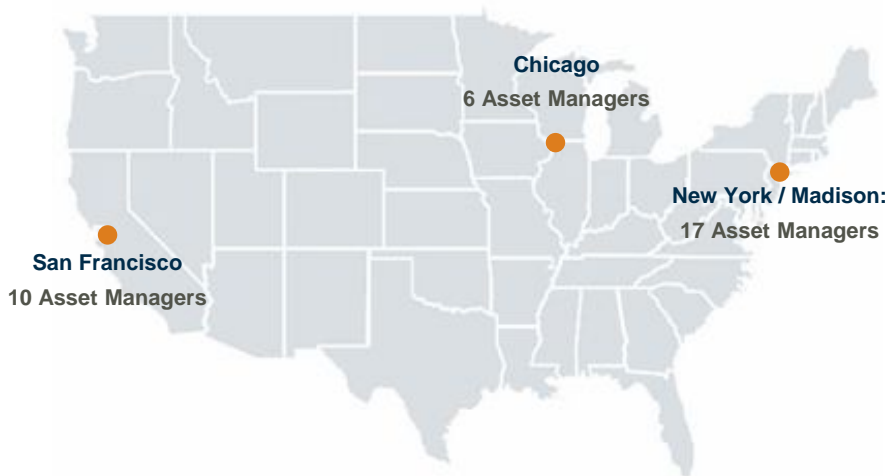 Chicago
6 Asset Managers
New York / Madison:
17 Asset Managers
San Francisco
10 Asset Managers